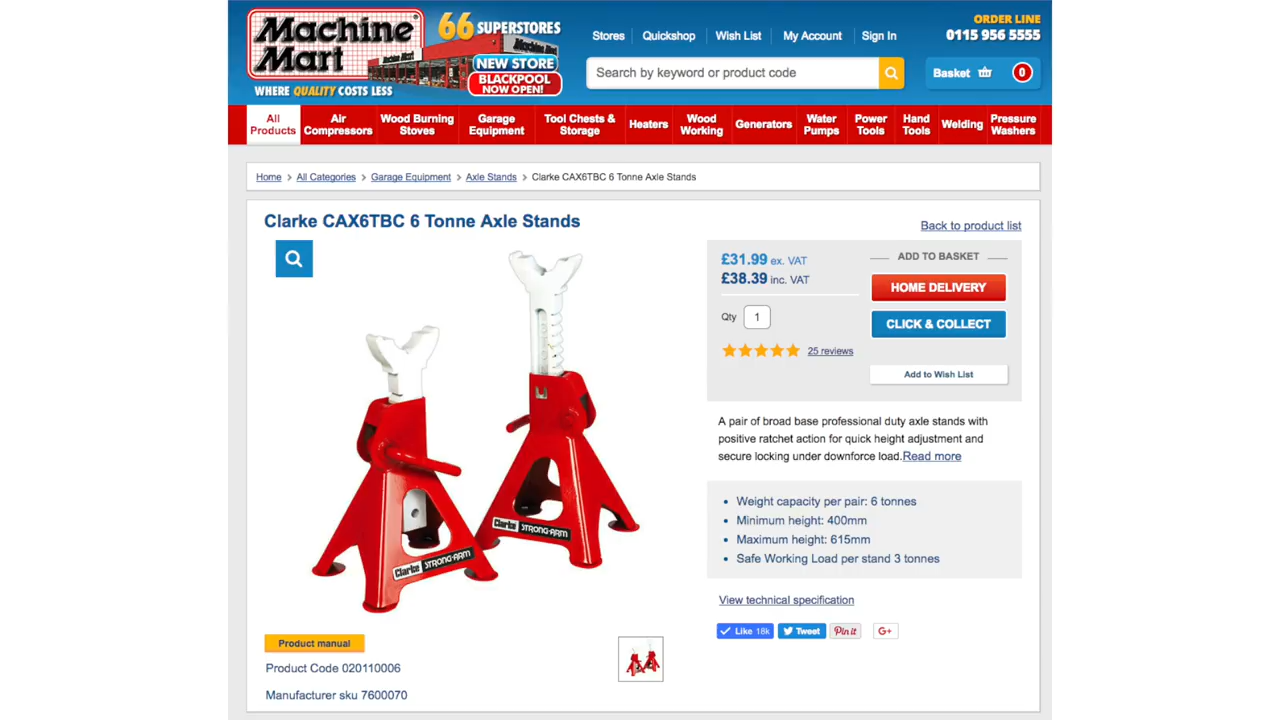 Machine
Mart
WHERE QUALITY COSTS LESS
66 SUPERSTORES
Machine Mart
Machine Mart
NEW STORE
BLACKPOOL
NOW OPEN!
Stores
Quickshop
Wish List
My Account
Sign In
ORDER LINE
0115 956 5555
Search by keyword or product code
Basket
0
All
Products
Air
Compressors
Wood Burning
Stoves
Garage
Equipment
Tool Chests &
Storage
Heaters
Wood
Working
Generators
Water
Pumps
Power
Tools
Hand
Tools
Welding
Pressure
Washers
Home > All Categories > Garage Equipment > Axle Stands > Clarke CAX6TBC 6 Tonne Axle Stands
Clarke CAX6TBC 6 Tonne Axle Stands
Back to product list
£31.99 ex. VAT
£38.39 inc. VAT
Qty 1
25 reviews
ADD TO BASKET
HOME DELIVERY
CLICK & COLLECT
Add to Wish List
Clarke STRONG-ARM
Clarke STRONG-ARM
A pair of broad base professional duty axle stands with
positive ratchet action for quick height adjustment and
secure locking under downforce load.Read more
• Weight capacity per pair: 6 tonnes
• Minimum height: 400mm
• Maximum height: 615mm
• Safe Working Load per stand 3 tonnes
View technical specification
Like 18k
Tweet
Pin it
G+
Product manual
Product Code 020110006
Manufacturer sku 7600070